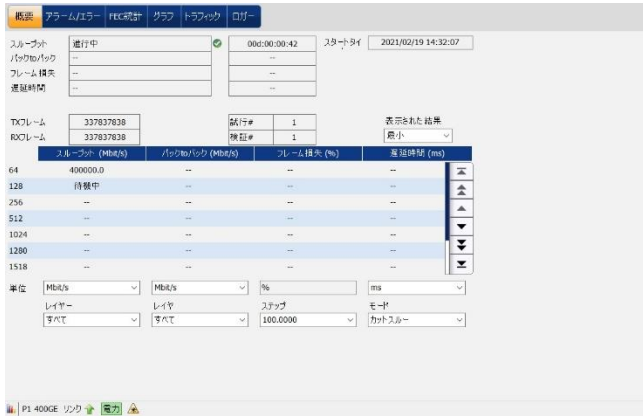 概要 アラーム/エラー FEC統計 グラフ トラフィック ロガー
スループット 進行中 00d:00:00:42 スタートタイ 2021/02/19 14:32:07
バックtoバック -- --
フレーム損失 -- --
遅延時間 -- --
TXフレーム 337837838 試行# 1 表示された結果
RXフレーム 337837838 検証# 1 最小
スループット (Mbit/s) バックtoバック (Mbit/s) フレーム損失 (%) 遅延時間 (ms)
64 400000.0 -- -- --
128 待機中 -- -- --
256 -- -- -- --
512 -- -- -- --
1024 -- -- -- --
1280 -- -- -- --
1518 -- -- -- --
単位 Mbit/s Mbit/s % ms
レイヤー レイヤ ステップ モード
すべて すべて 100.0000 カットスルー
P1 400GE リンク 電力